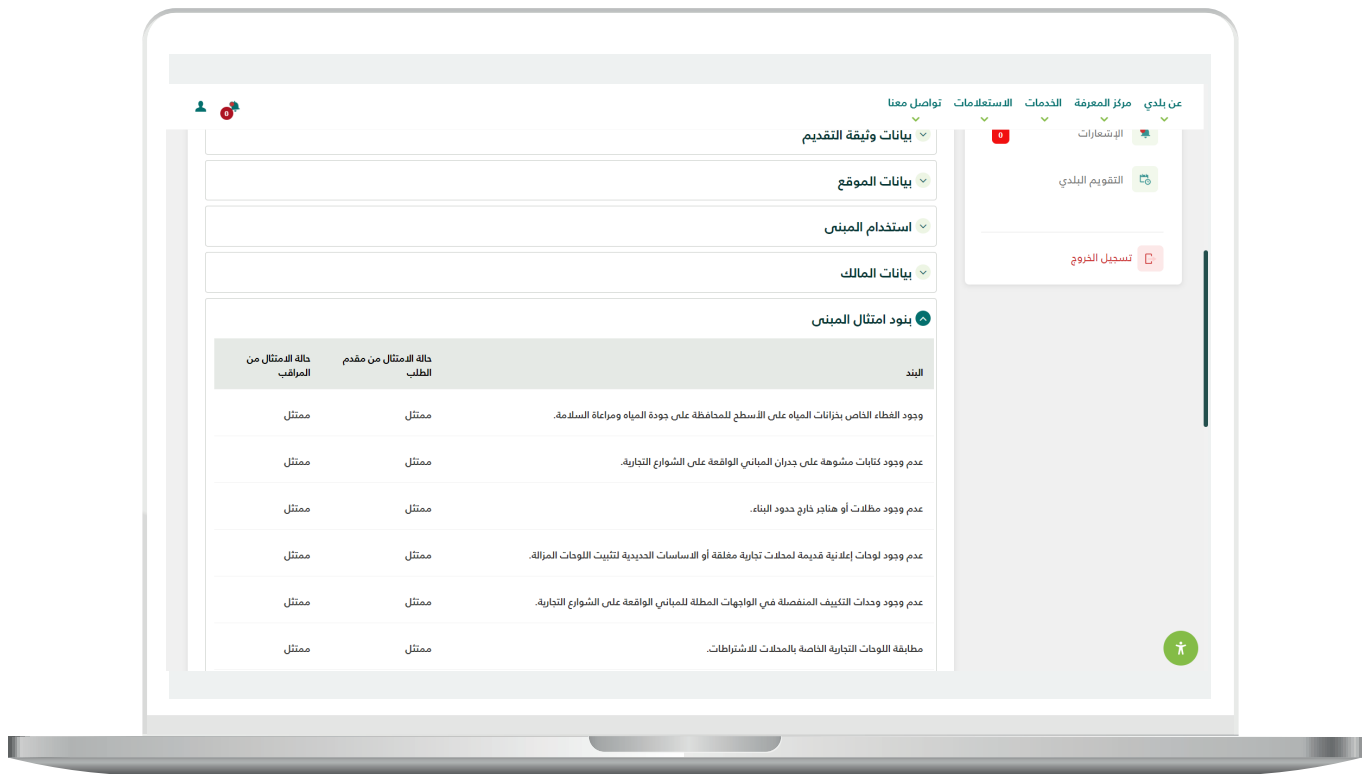 عن بلدي مركز المعرفة الخدمات الاستعلامات تواصل معنا
0
الإشعارات
0
التقويم البلدي
تسجيل الخروج
بيانات وثيقة التقديم
بيانات الموقع
استخدام المبنى
بيانات المالك
بنود امتثال المبنى
البند
حالة الامتثال من مقدم
الطلب
حالة الامتثال من
المراقب
وجود الغطاء الخاص بخزانات المياه على الأسطح للمحافظة على جودة المياه ومراعاة السلامة. ممتثل ممتثل
عدم وجود كتابات مشوهة على جدران المباني الواقعة على الشوارع التجارية. ممتثل ممتثل
عدم وجود مظلات أو هناجر خارج حدود البناء. ممتثل ممتثل
عدم وجود لوحات إعلانية قديمة لمحلات تجارية مغلقة أو الاساسات الحديدية لتثبيت اللوحات المزالة. ممتثل ممتثل
عدم وجود وحدات التكييف المنفصلة في الواجهات المطلة للمباني الواقعة على الشوارع التجارية. ممتثل ممتثل
مطابقة اللوحات التجارية الخاصة بالمحلات للاشتراطات. ممتثل ممتثل